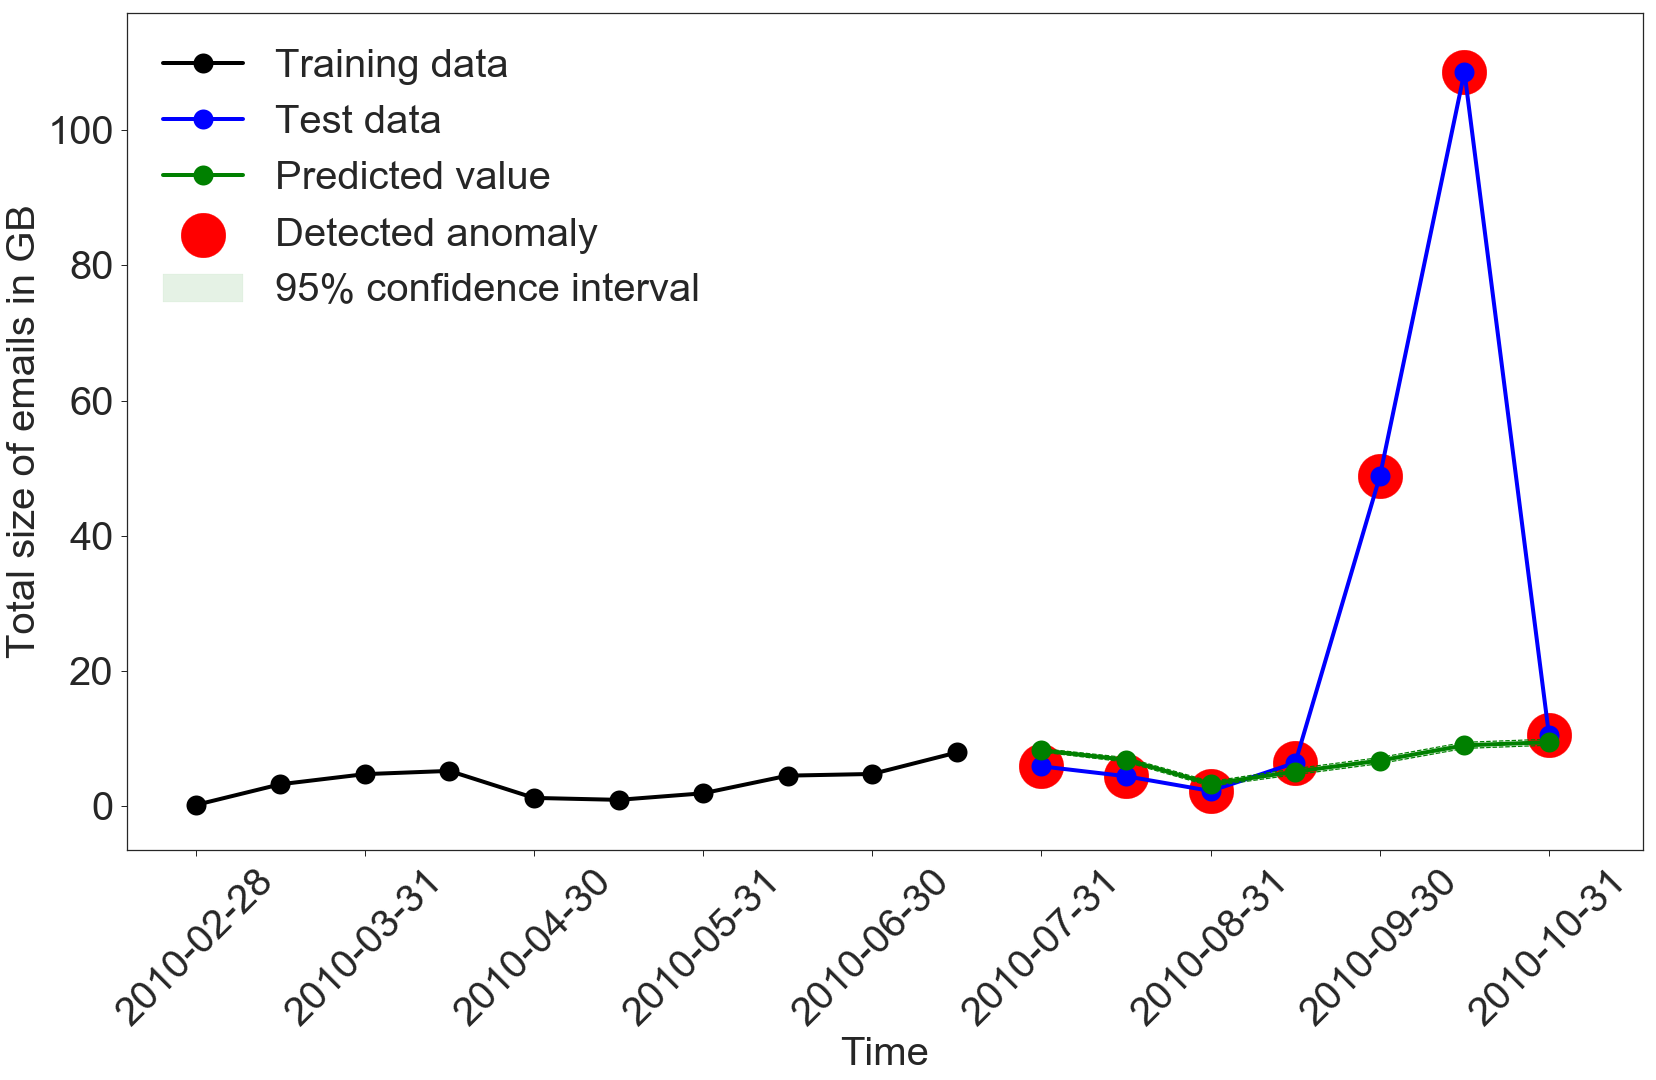 Training data
Test data
Predicted value
Detected anomaly
95% confidence interval
Total size of emails in GB
100
80
60
40
20
0
2010-02-28
2010-03-31
2010-04-30
2010-05-31
2010-06-30
2010-07-31
2010-08-31
2010-09-30
2010-10-31
Time